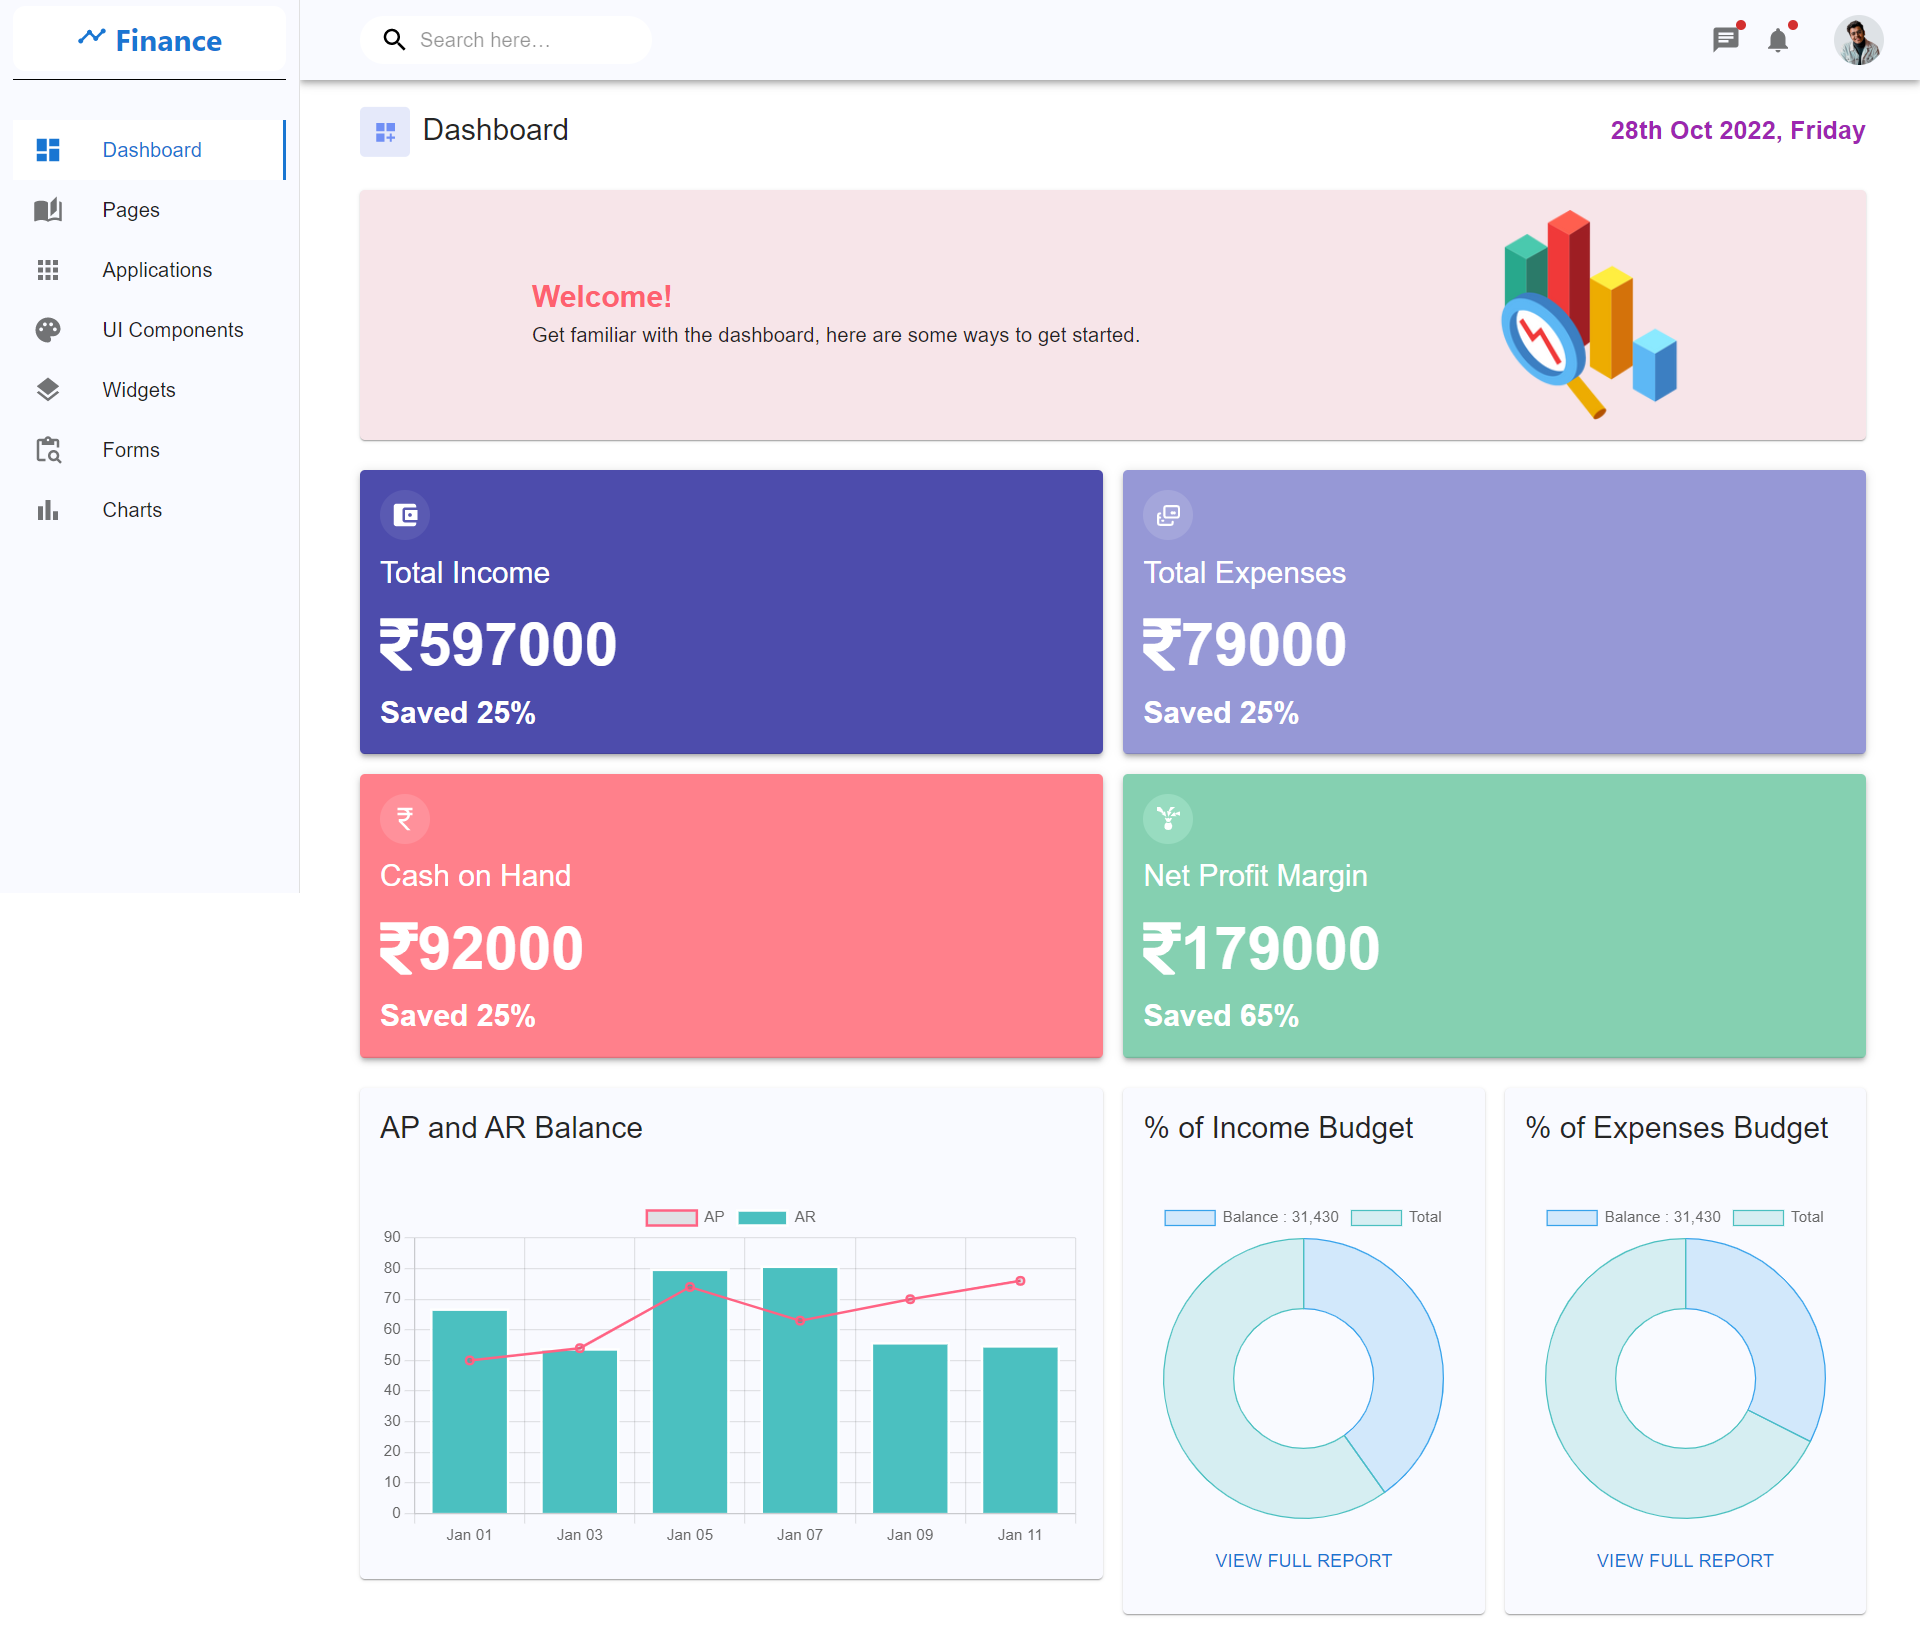 Finance
Search here…
Dashboard
Pages
Applications
UI Components
Widgets
Forms
Charts
Dashboard
28th Oct 2022, Friday
Welcome!
Get familiar with the dashboard, here are some ways to get started.
Total Income
₹597000
Saved 25%
Total Expenses
₹79000
Saved 25%
Cash on Hand
₹92000
Saved 25%
Net Profit Margin
₹179000
Saved 65%
AP and AR Balance
AP AR
90
80
70
60
50
40
30
20
10
0
Jan 01 Jan 03 Jan 05 Jan 07 Jan 09 Jan 11
% of Income Budget
Balance : 31,430 Total
VIEW FULL REPORT
% of Expenses Budget
Balance : 31,430 Total
VIEW FULL REPORT